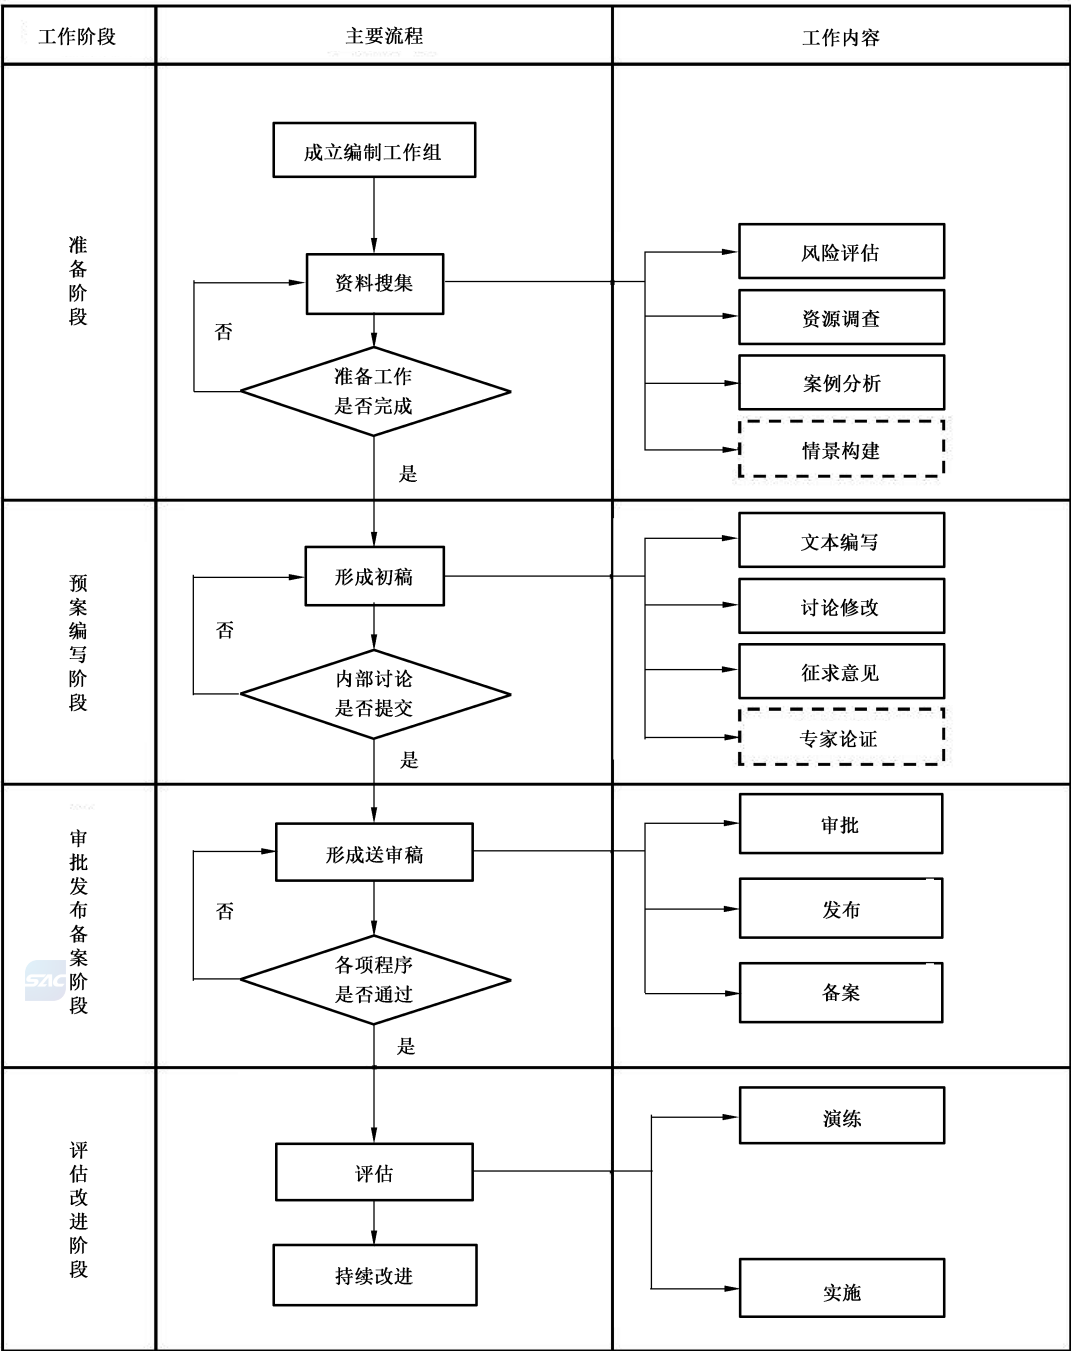 工作阶段
主要流程
工作内容
准备阶段
成立编制工作组
资料搜集
否
准备工作
是否完成
是
风险评估
资源调查
案例分析
情景构建
预案编写阶段
形成初稿
否
内部讨论
是否提交
是
文本编写
讨论修改
征求意见
专家论证
审批发布备案阶段
形成送审稿
否
各项程序
是否通过
是
审批
发布
备案
SAC
评估改进阶段
评估
持续改进
演练
实施